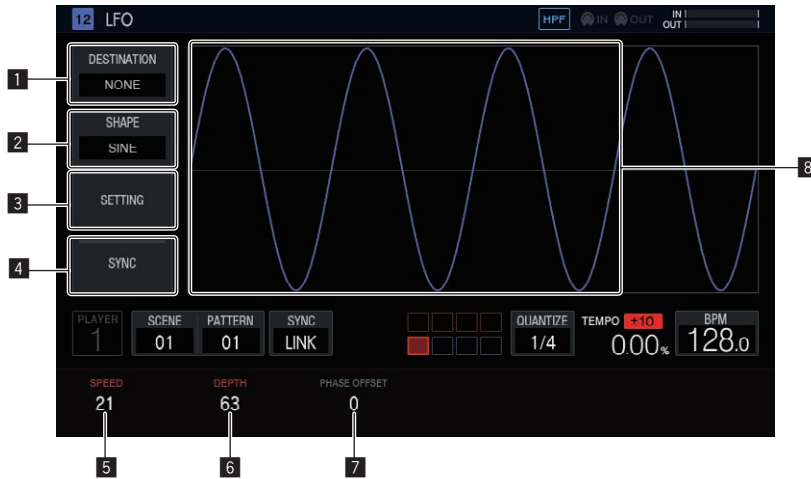 12 LFO HPF IN OUT IN OUT
1 DESTINATION
NONE
2 SHAPE
SINE
3 SETTING
4 SYNC
8
PLAYER 1 SCENE 01 PATTERN 01 SYNC LINK QUANTIZE 1/4 TEMPO +10 0.00% BPM 128.0
SPEED DEPTH PHASE OFFSET
21 63 0
5 6 7